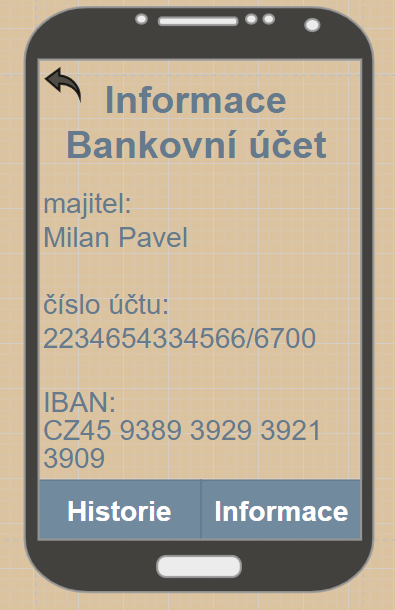 Informace
Bankovní účet
majitel:
Milan Pavel
číslo účtu:
2234654334566/6700
IBAN:
CZ45 9389 3929 3921
3909
Historie
Informace